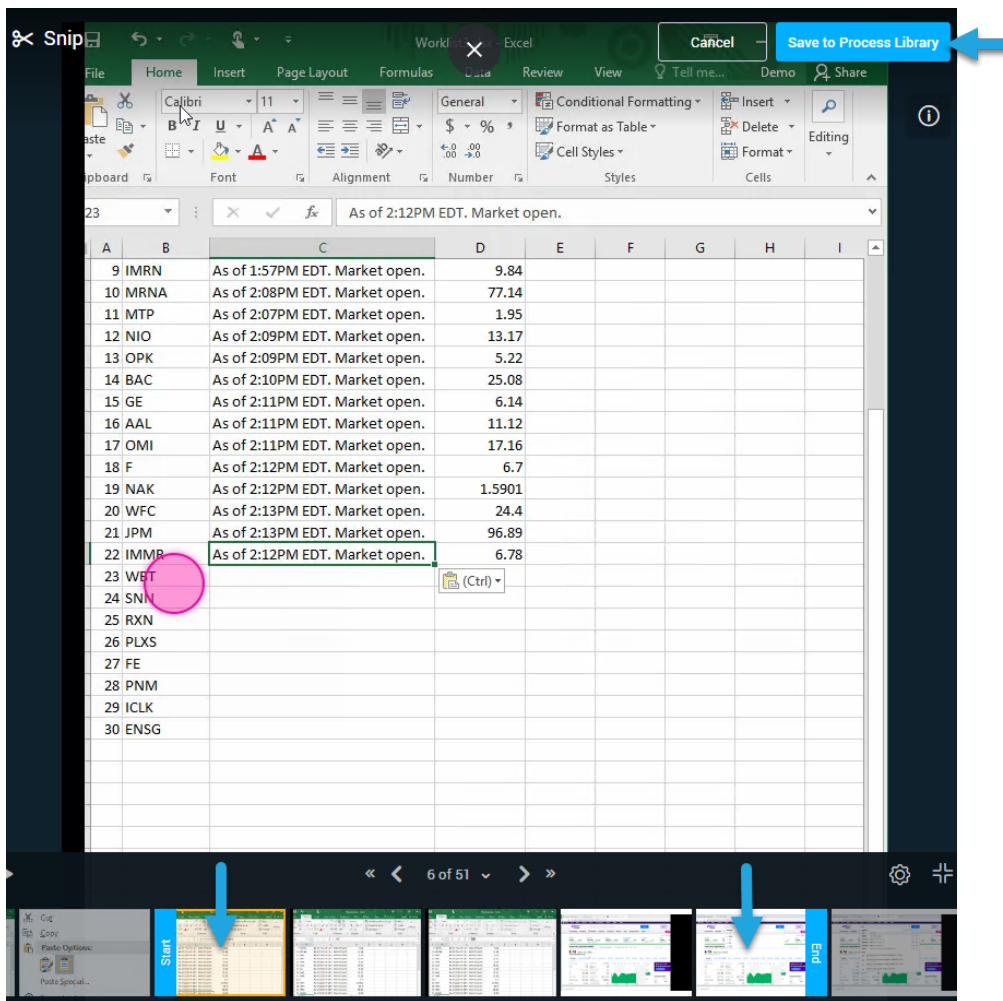 Snip
Excel
Cancel
Save to Process Library
File Home Insert Page Layout Formulas Data Review View Tell me... Demo Share
aste
Calibri 11
General
Conditional Formatting
Insert
B I U A A
$ % ,
Format as Table
Delete
Editing
A
Cell Styles
Format
ipboard Font Alignment Number Styles Cells
23 fx As of 2:12PM EDT. Market open.
A B C D E F G H I
9 IMRN As of 1:57PM EDT. Market open. 9.84
10 MRNA As of 2:08PM EDT. Market open. 77.14
11 MTP As of 2:07PM EDT. Market open. 1.95
12 NIO As of 2:09PM EDT. Market open. 13.17
13 OPK As of 2:09PM EDT. Market open. 5.22
14 BAC As of 2:10PM EDT. Market open. 25.08
15 GE As of 2:11PM EDT. Market open. 6.14
16 AAL As of 2:11PM EDT. Market open. 11.12
17 OMI As of 2:11PM EDT. Market open. 17.16
18 F As of 2:12PM EDT. Market open. 6.7
19 NAK As of 2:12PM EDT. Market open. 1.5901
20 WFC As of 2:13PM EDT. Market open. 24.4
21 JPM As of 2:13PM EDT. Market open. 96.89
22 IMMR As of 2:12PM EDT. Market open. 6.78
23 WBT (Ctrl)
24 SNN
25 RXN
26 PLXS
27 FE
28 PNM
29 ICLK
30 ENSG
6 of 51
Cut
Copy
Paste Options:
Paste Special...
Start
End